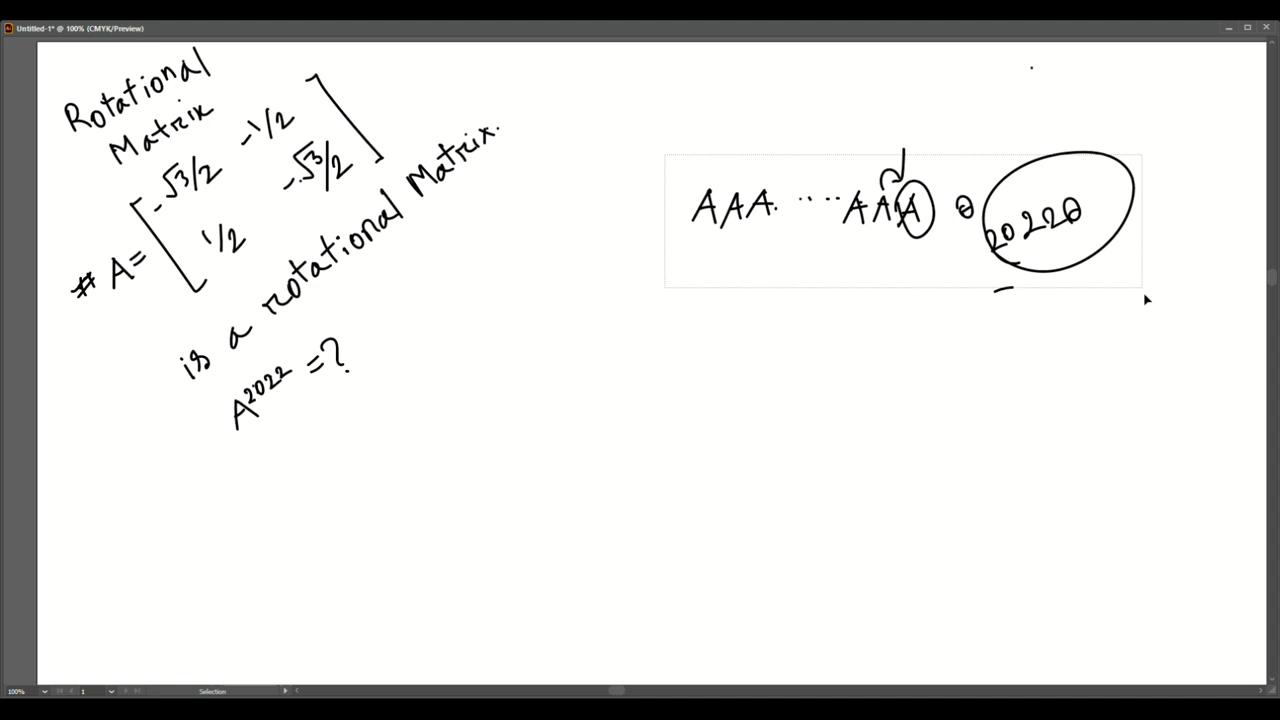 Untitled-1* @ 100% (CMYK/Preview)
Rotational
Matrix
# A = [ -√3/2 -1/2
1/2 -√3/2 ]
is a rotational Matrix.
A^2022 = ?
AAA. ···· AAA θ 2022θ
100% 1 Selection